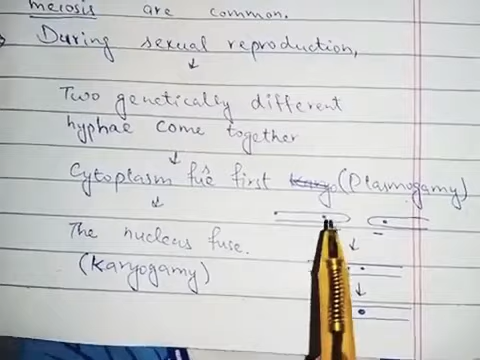 meiosis are common.
During sexual reproduction,
↓
Two genetically different
hyphae come together
↓
Cytoplasm fuse first (Plasmogamy)
↓
The nucleus fuse.
(Karyogamy)